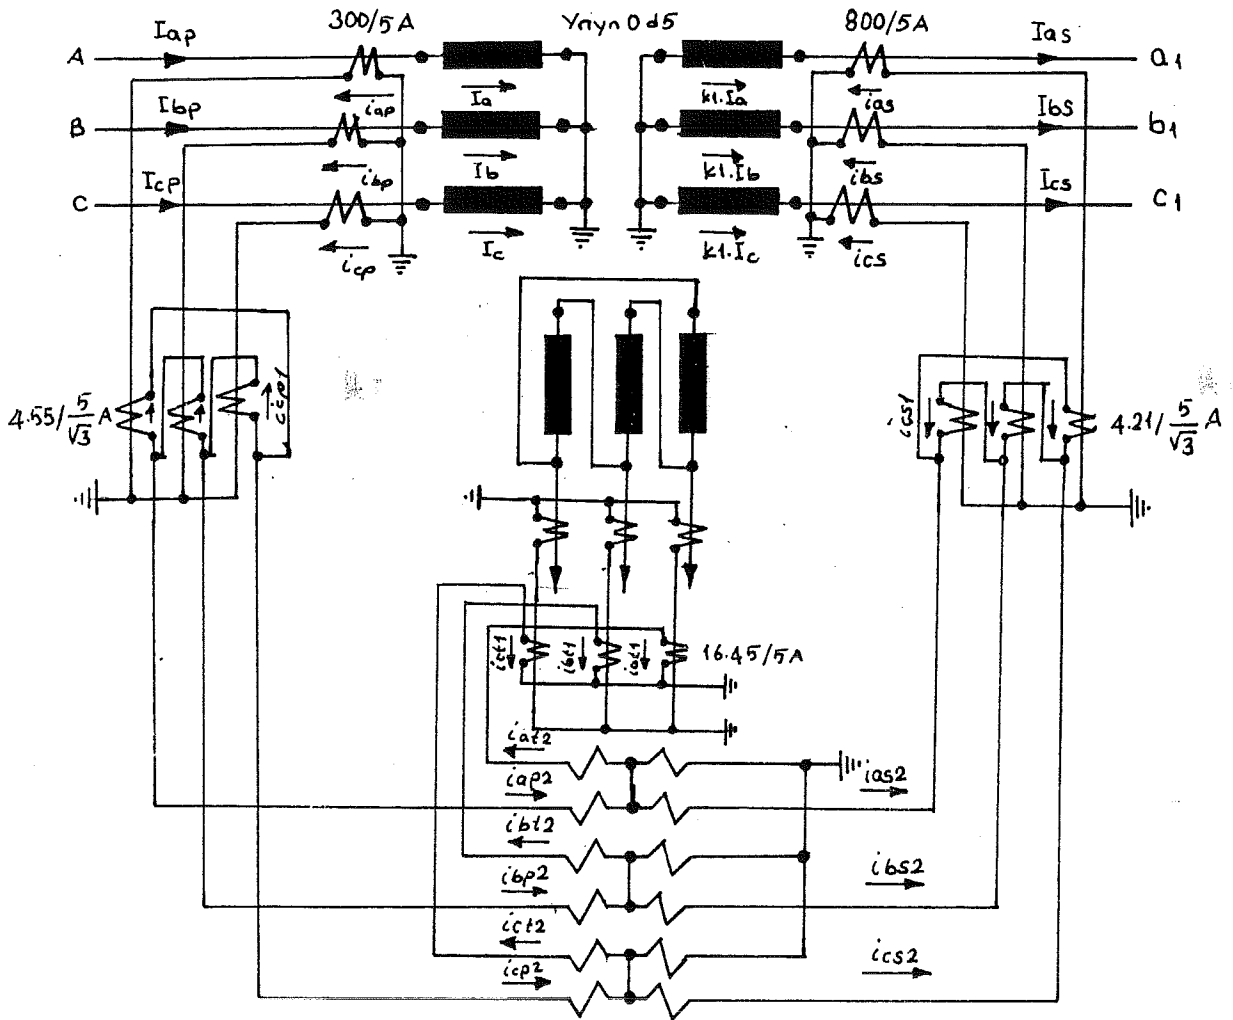 300/5 A
Ynyn0d5
800/5A
Iap
Ias
A
a1
iap
Ia
k1.Ia
ias
Ibp
Ibs
B
b1
ibp
Ib
k1.Ib
ibs
Icp
Ics
C
c1
icp
Ic
k1.Ic
ics
icp1
ics1
4.55/5/√3 A
4.21/5/√3 A
ict1
ibt1
iat1
16.45/5A
iat2
iap2
ias2
ibt2
ibp2
ibs2
ict2
icp2
ics2